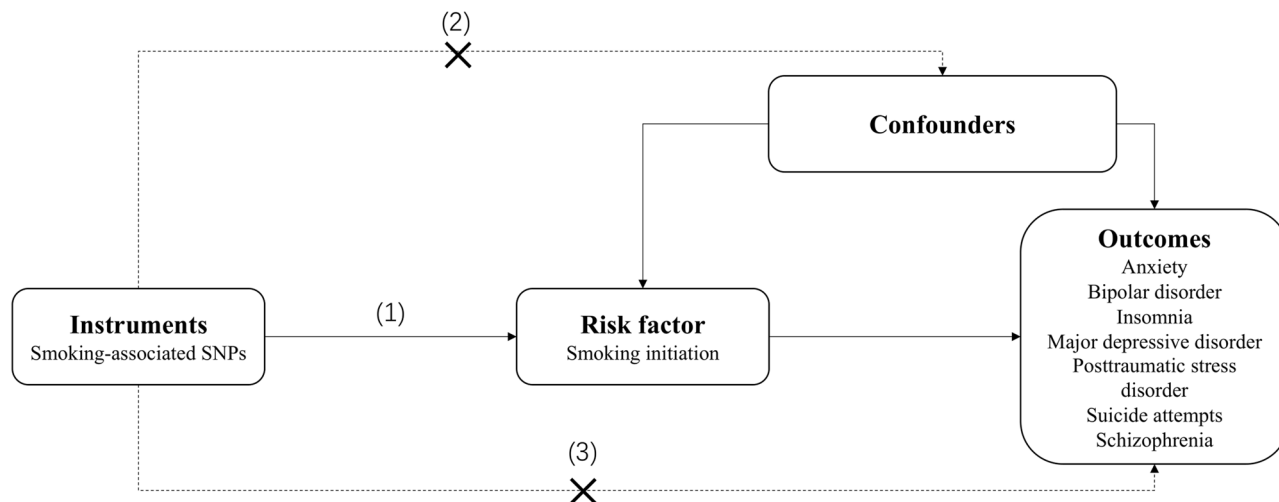 (2)
Confounders
Outcomes
Anxiety
Bipolar disorder
Insomnia
Major depressive disorder
Posttraumatic stress
disorder
Suicide attempts
Schizophrenia
Instruments
Smoking-associated SNPs
(1)
Risk factor
Smoking initiation
(3)